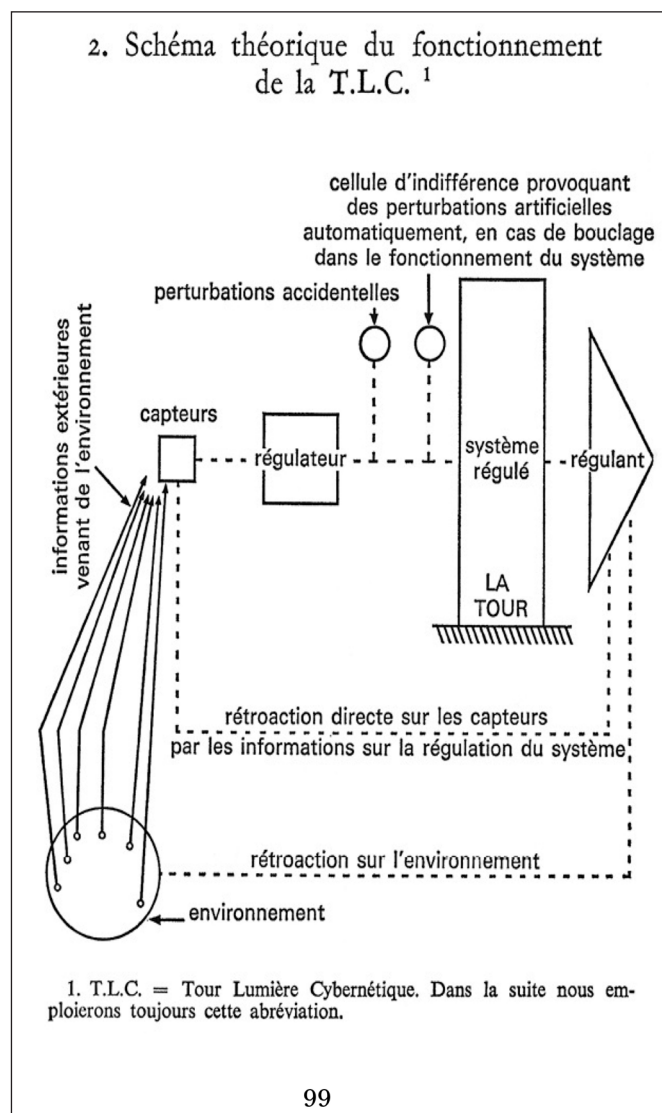 2. Schéma théorique du fonctionnement
de la T.L.C. ¹
cellule d'indifférence provoquant
des perturbations artificielles
automatiquement, en cas de bouclage
dans le fonctionnement du système
perturbations accidentelles
informations extérieures
venant de l'environnement
capteurs
régulateur
système
régulé
régulant
LA
TOUR
rétroaction directe sur les capteurs
par les informations sur la régulation du système
rétroaction sur l'environnement
environnement
1. T.L.C. = Tour Lumière Cybernétique. Dans la suite nous em-
ploierons toujours cette abréviation.
99